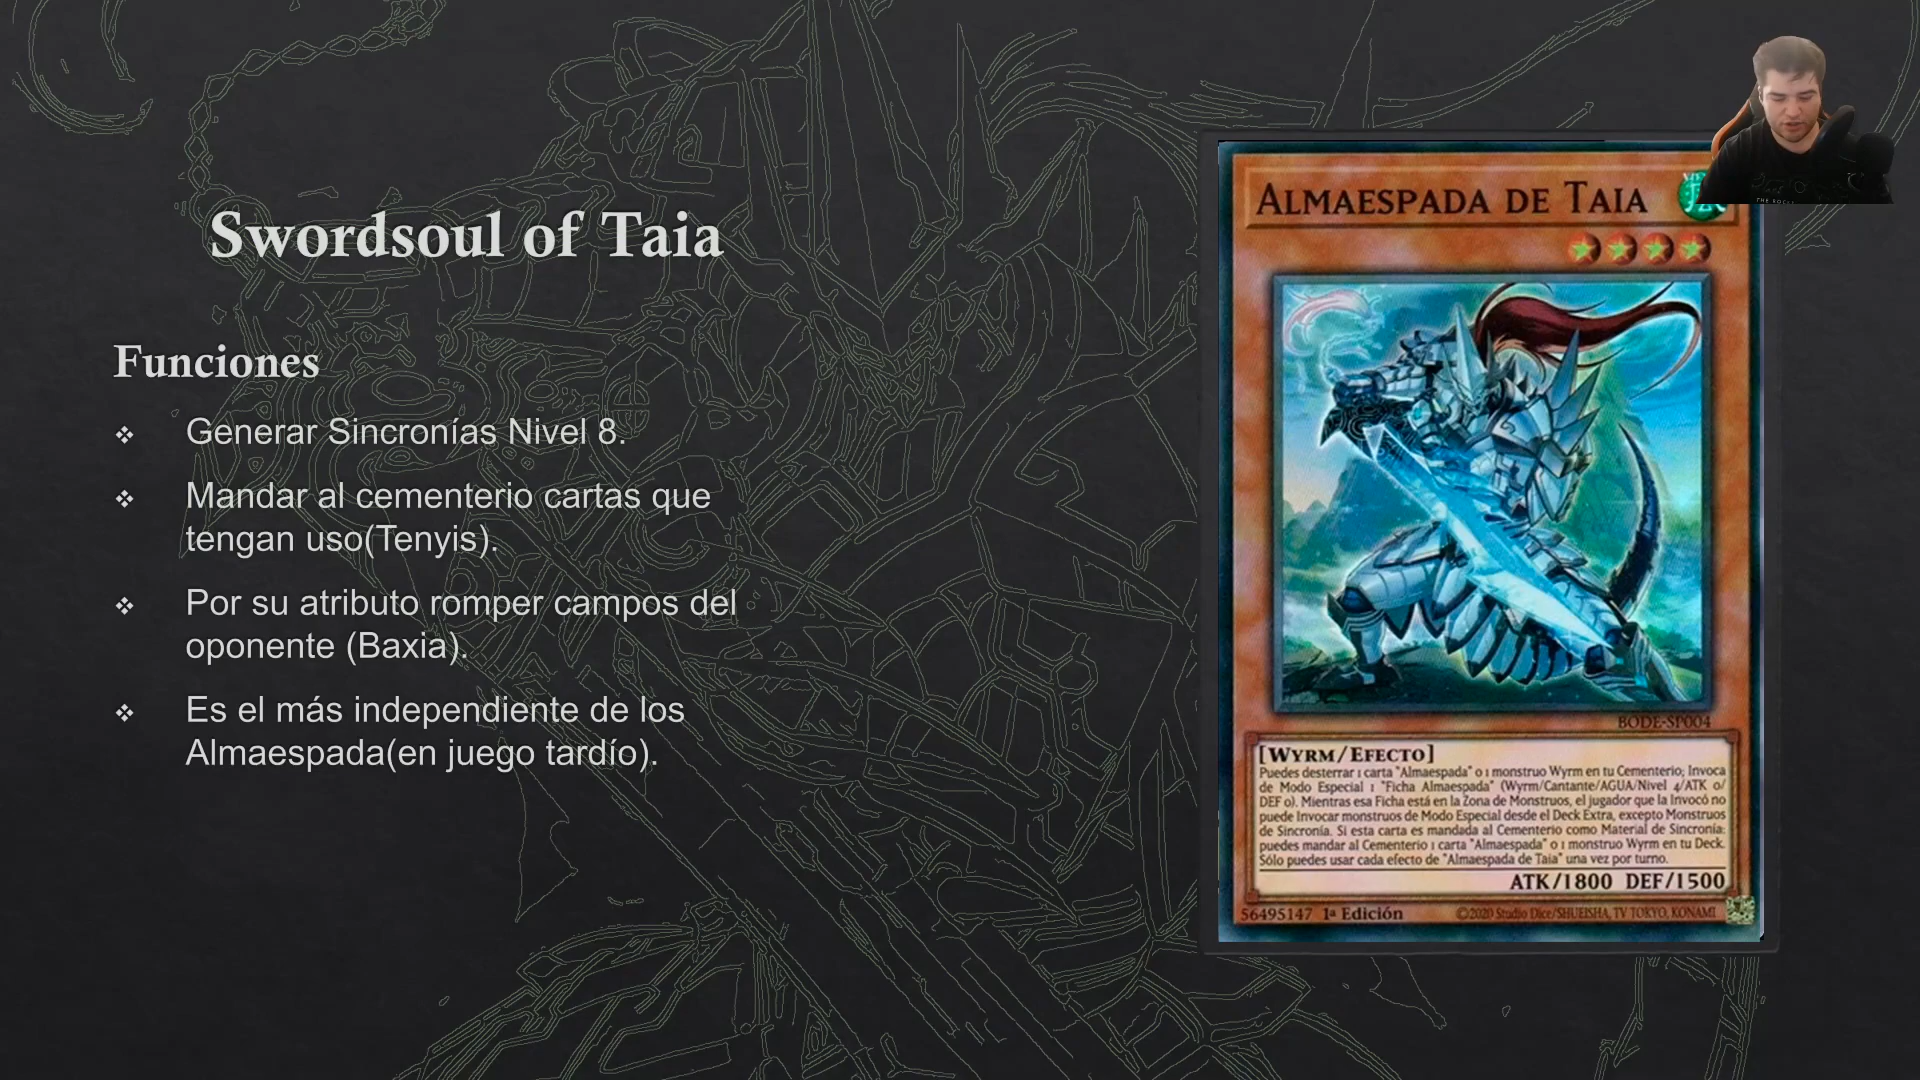 Swordsoul of Taia
Funciones
Generar Sincronías Nivel 8.
Mandar al cementerio cartas que
tengan uso(Tenyis).
Por su atributo romper campos del
oponente (Baxia).
Es el más independiente de los
Almaespada(en juego tardío).
ALMAESPADA DE TAIA
BODE-SP004
[WYRM/EFECTO]
Puedes desterrar 1 carta "Almaespada" o 1 monstruo Wyrm en tu Cementerio; Invoca
de Modo Especial 1 "Ficha Almaespada" (Wyrm/Cantante/AGUA/Nivel 4/ATK 0/
DEF 0). Mientras esa Ficha está en la Zona de Monstruos, el jugador que la Invocó no
puede Invocar monstruos de Modo Especial desde el Deck Extra, excepto Monstruos
de Sincronía. Si esta carta es mandada al Cementerio como Material de Sincronía:
puedes mandar al Cementerio 1 carta "Almaespada" o 1 monstruo Wyrm en tu Deck.
Sólo puedes usar cada efecto de "Almaespada de Taia" una vez por turno.
ATK/1800 DEF/1500
56495147 1ª Edición ©2020 Studio Dice/SHUEISHA, TV TOKYO, KONAMI